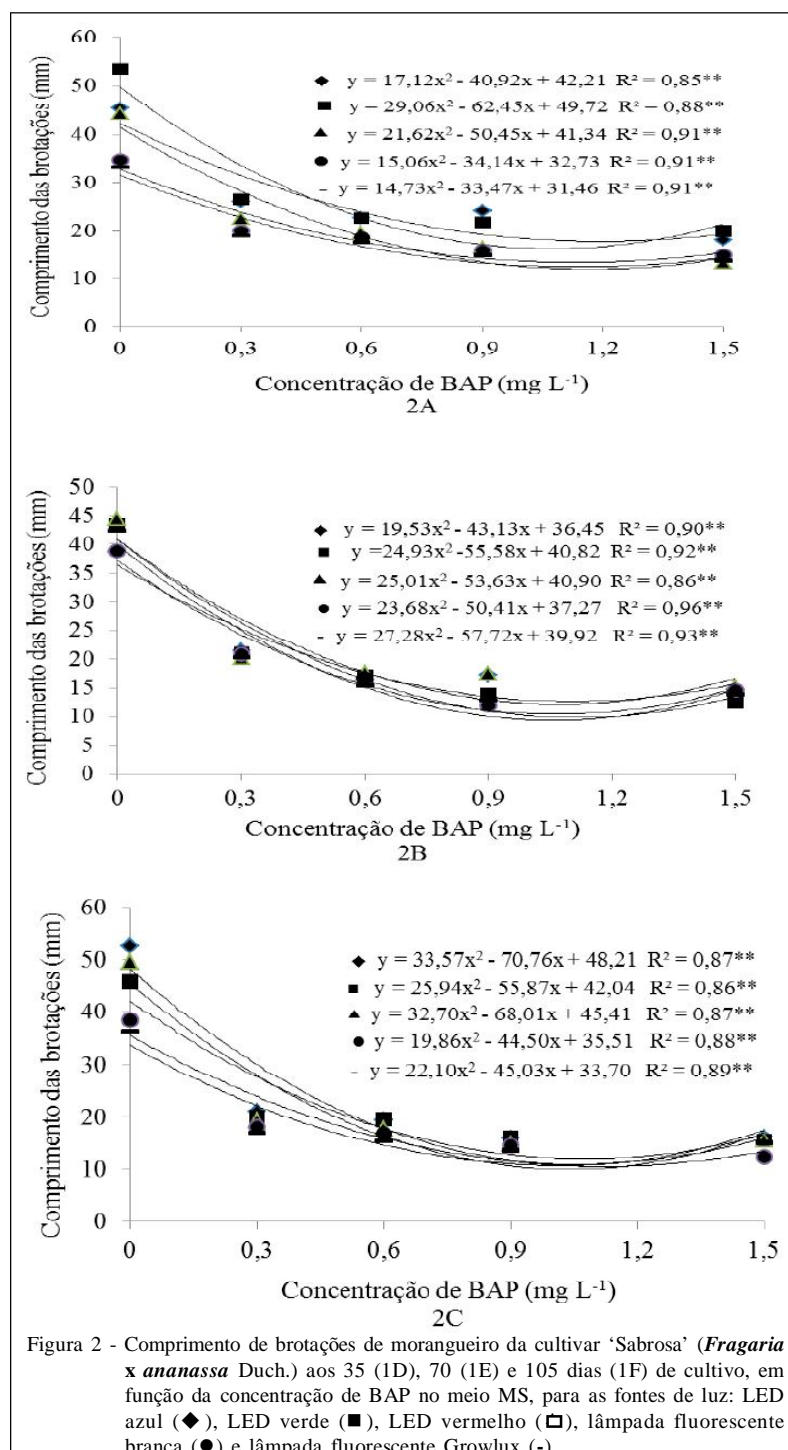 Comprimento das brotações (mm)
60
50
40
30
20
10
0
◆ y = 17,12x² - 40,92x + 42,21 R² = 0,85**
■ y – 29,06x² - 62,45x + 49,72 R² – 0,88**
▲ y = 21,62x² - 50,45x + 41,34 R² = 0,91**
● y = 15,06x² - 34,14x + 32,73 R² = 0,91**
- y = 14,73x² - 33,47x + 31,46 R² = 0,91**
0 0,3 0,6 0,9 1,2 1,5
Concentração de BAP (mg L⁻¹)
2A
Comprimento das brotações (mm)
50
45
40
35
30
25
20
15
10
5
0
◆ y = 19,53x² - 43,13x + 36,45 R² = 0,90**
■ y =24,93x² -55,58x + 40,82 R² = 0,92**
▲ y = 25,01x² - 53,63x + 40,90 R² = 0,86**
● y = 23,68x² - 50,41x + 37,27 R² = 0,96**
- y = 27,28x² - 57,72x + 39,92 R² = 0,93**
0 0,3 0,6 0,9 1,2 1,5
Concentração de BAP (mg L⁻¹)
2B
Comprimento das brotações (mm)
60
50
40
30
20
10
0
◆ y = 33,57x² - 70,76x + 48,21 R² = 0,87**
■ y = 25,94x² - 55,87x + 42,04 R² = 0,86**
▲ y = 32,70x² - 68,01x + 45,41 R² = 0,87**
● y = 19,86x² - 44,50x + 35,51 R² = 0,88**
- y = 22,10x² - 45,03x + 33,70 R² = 0,89**
0 0,3 0,6 0,9 1,2 1,5
Concentração de BAP (mg L⁻¹)
2C
Figura 2 - Comprimento de brotações de morangueiro da cultivar ‘Sabrosa’ (Fragaria
x ananassa Duch.) aos 35 (1D), 70 (1E) e 105 dias (1F) de cultivo, em
função da concentração de BAP no meio MS, para as fontes de luz: LED
azul (◆), LED verde (■), LED vermelho (□), lâmpada fluorescente
branca (●) e lâmpada fluorescente Growlux (-).